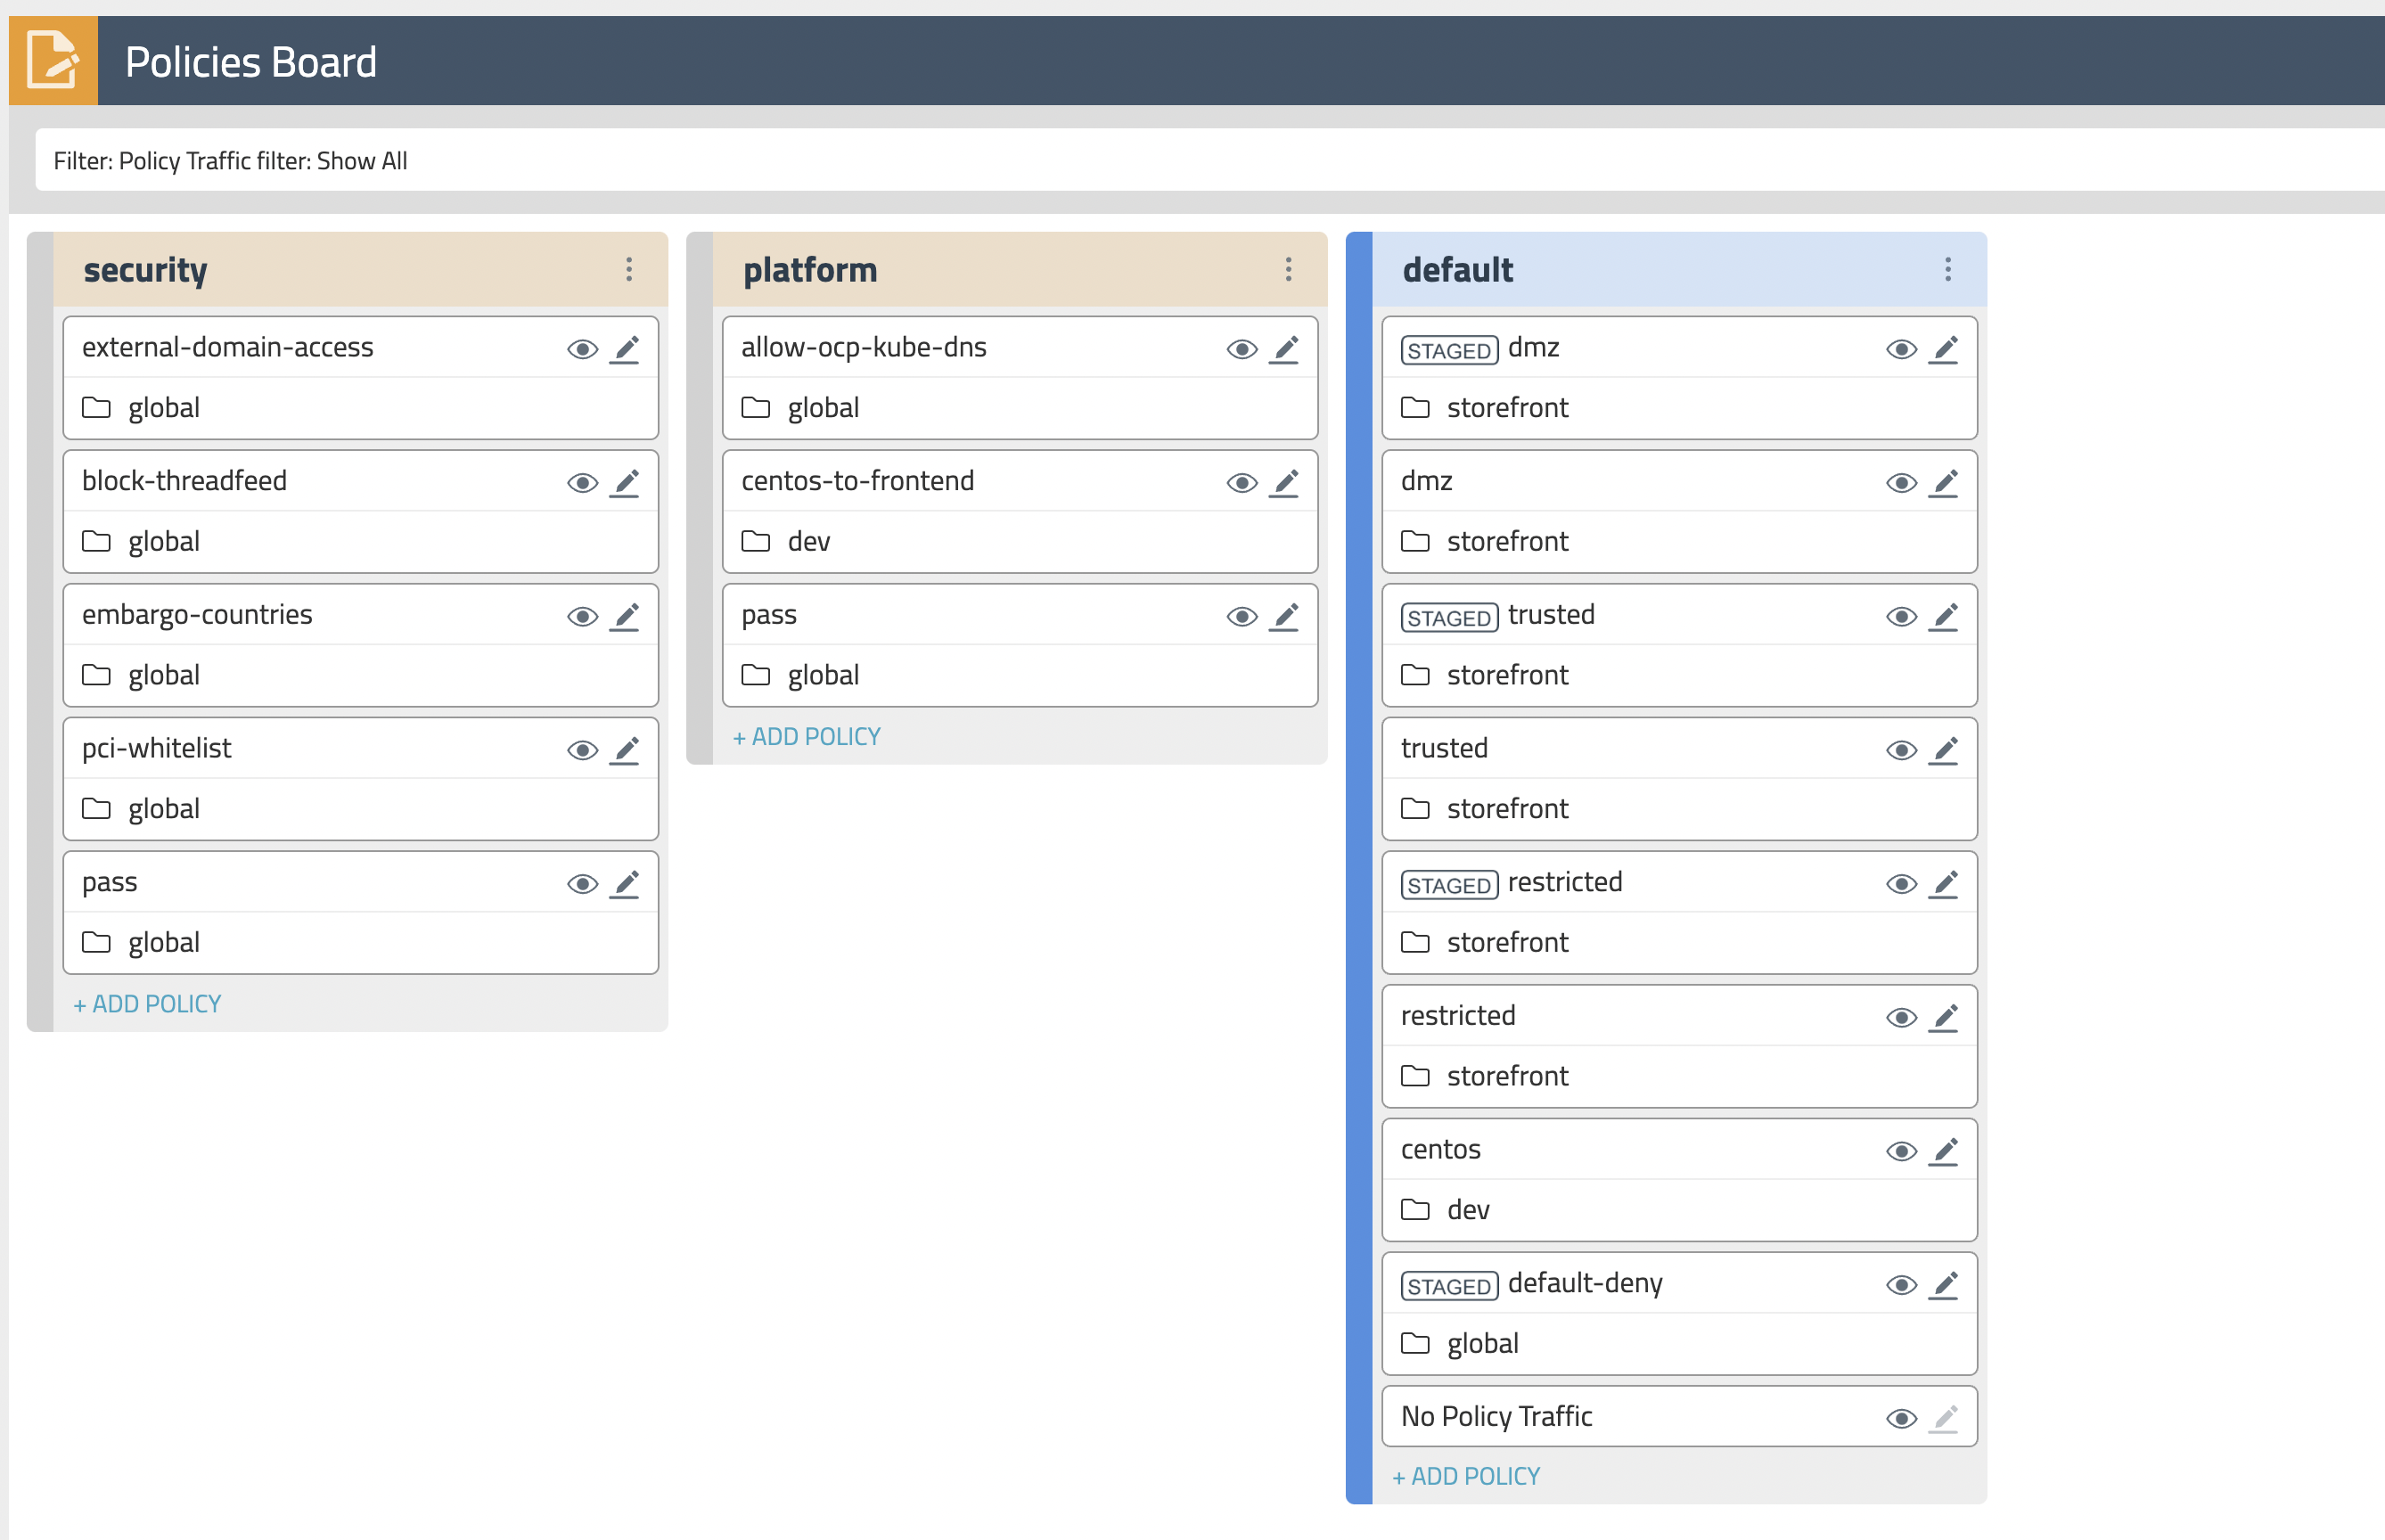 Policies Board
Filter: Policy Traffic filter: Show All
security
external-domain-access
global
block-threadfeed
global
embargo-countries
global
pci-whitelist
global
pass
global
+ ADD POLICY
platform
allow-ocp-kube-dns
global
centos-to-frontend
dev
pass
global
+ ADD POLICY
default
STAGED dmz
storefront
dmz
storefront
STAGED trusted
storefront
trusted
storefront
STAGED restricted
storefront
restricted
storefront
centos
dev
STAGED default-deny
global
No Policy Traffic
+ ADD POLICY